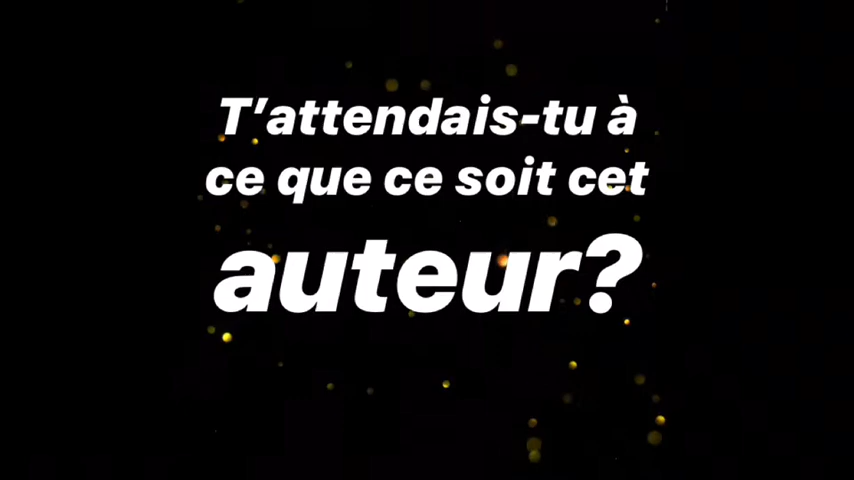 T’attendais-tu à
ce que ce soit cet
auteur?